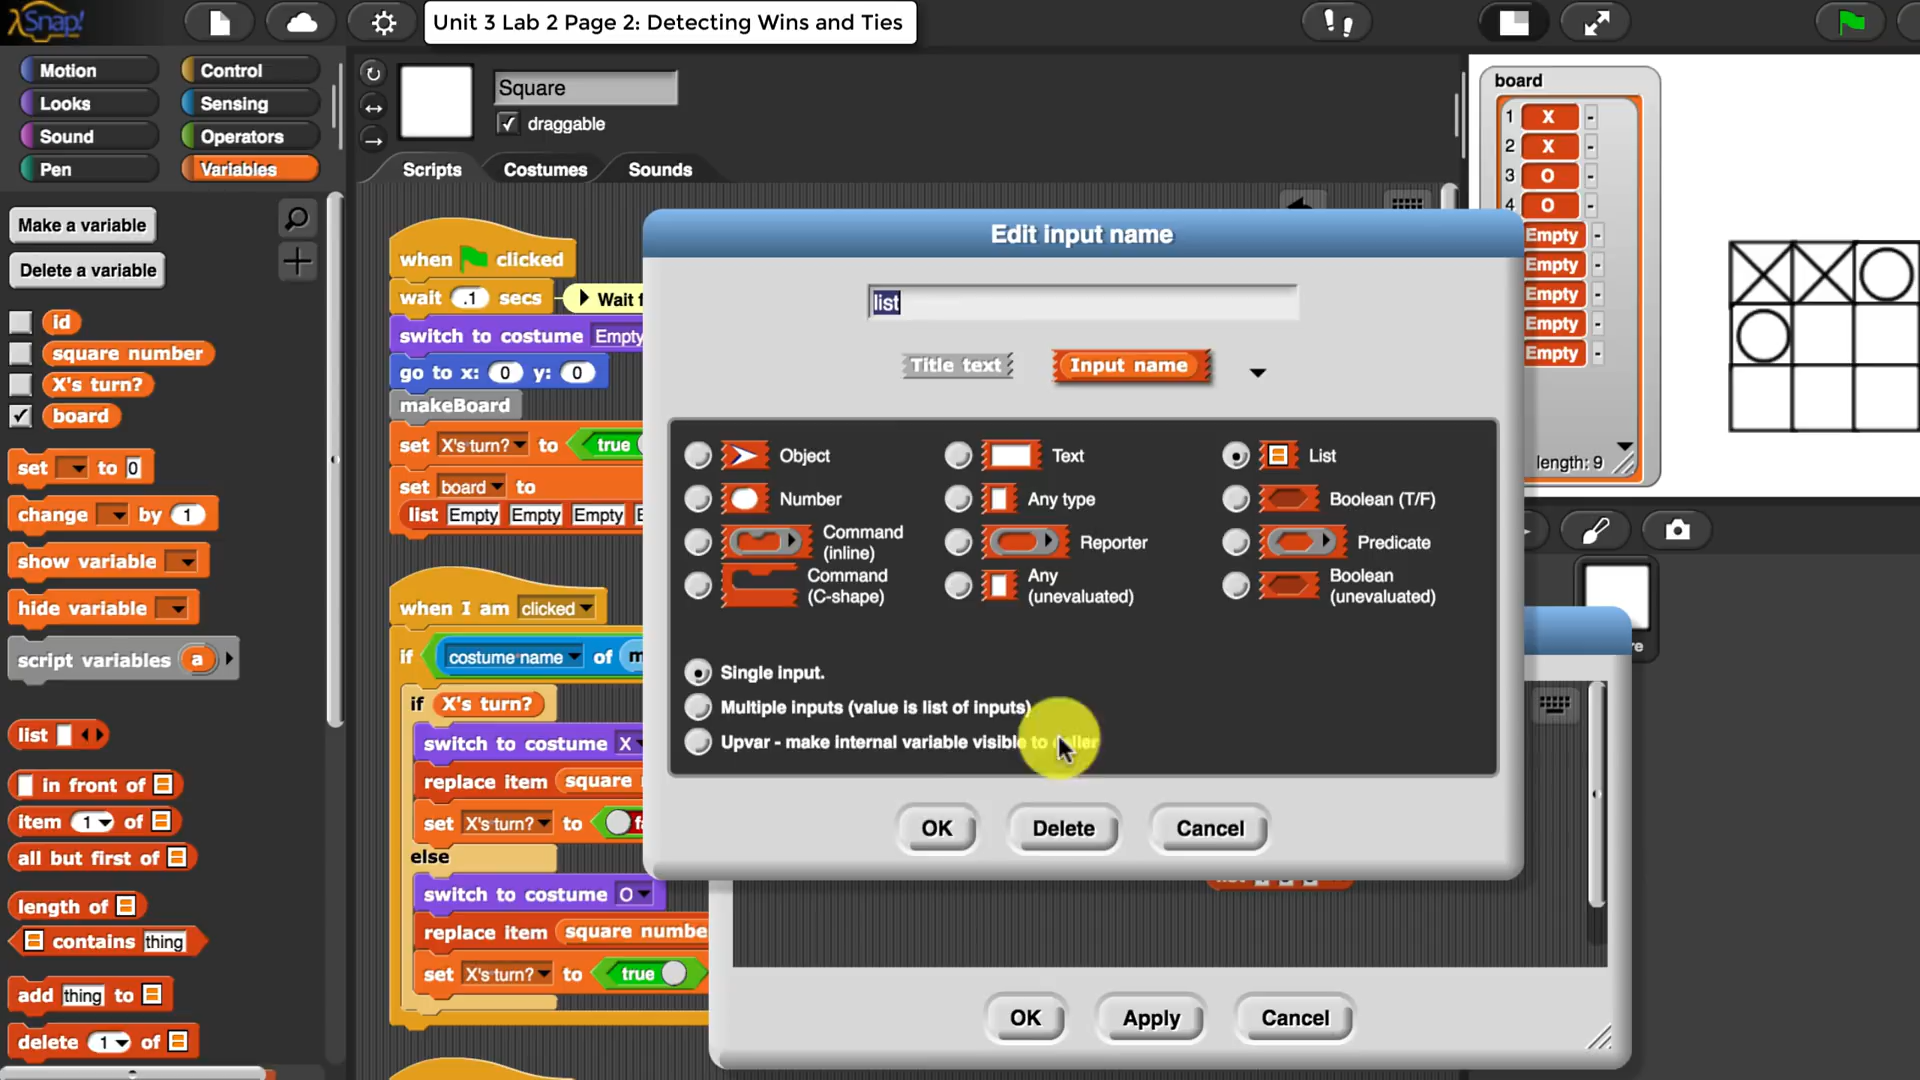 Snap!
Unit 3 Lab 2 Page 2: Detecting Wins and Ties
Motion
Control
Looks
Sensing
Sound
Operators
Pen
Variables
Make a variable
Delete a variable
id
square number
X's turn?
board
set to 0
change by 1
show variable
hide variable
script variables a
list
in front of
item 1 of
all but first of
length of
contains thing
add thing to
delete 1 of
Square
draggable
Scripts
Costumes
Sounds
when clicked
wait .1 secs
Wait
switch to costume Empty
go to x: 0 y: 0
makeBoard
set X's turn? to true
set board to
list Empty Empty Empty
when I am clicked
if costume name of
if X's turn?
switch to costume X
replace item square
set X's turn? to
else
switch to costume O
replace item square numbe
set X's turn? to true
Edit input name
list
Title text
Input name
Object
Text
List
Number
Any type
Boolean (T/F)
Command
(inline)
Reporter
Predicate
Command
(C-shape)
Any
(unevaluated)
Boolean
(unevaluated)
Single input.
Multiple inputs (value is list of inputs)
Upvar - make internal variable visible to caller
OK
Delete
Cancel
OK
Apply
Cancel
board
1 X
2 X
3 O
4 O
Empty
Empty
Empty
Empty
Empty
length: 9